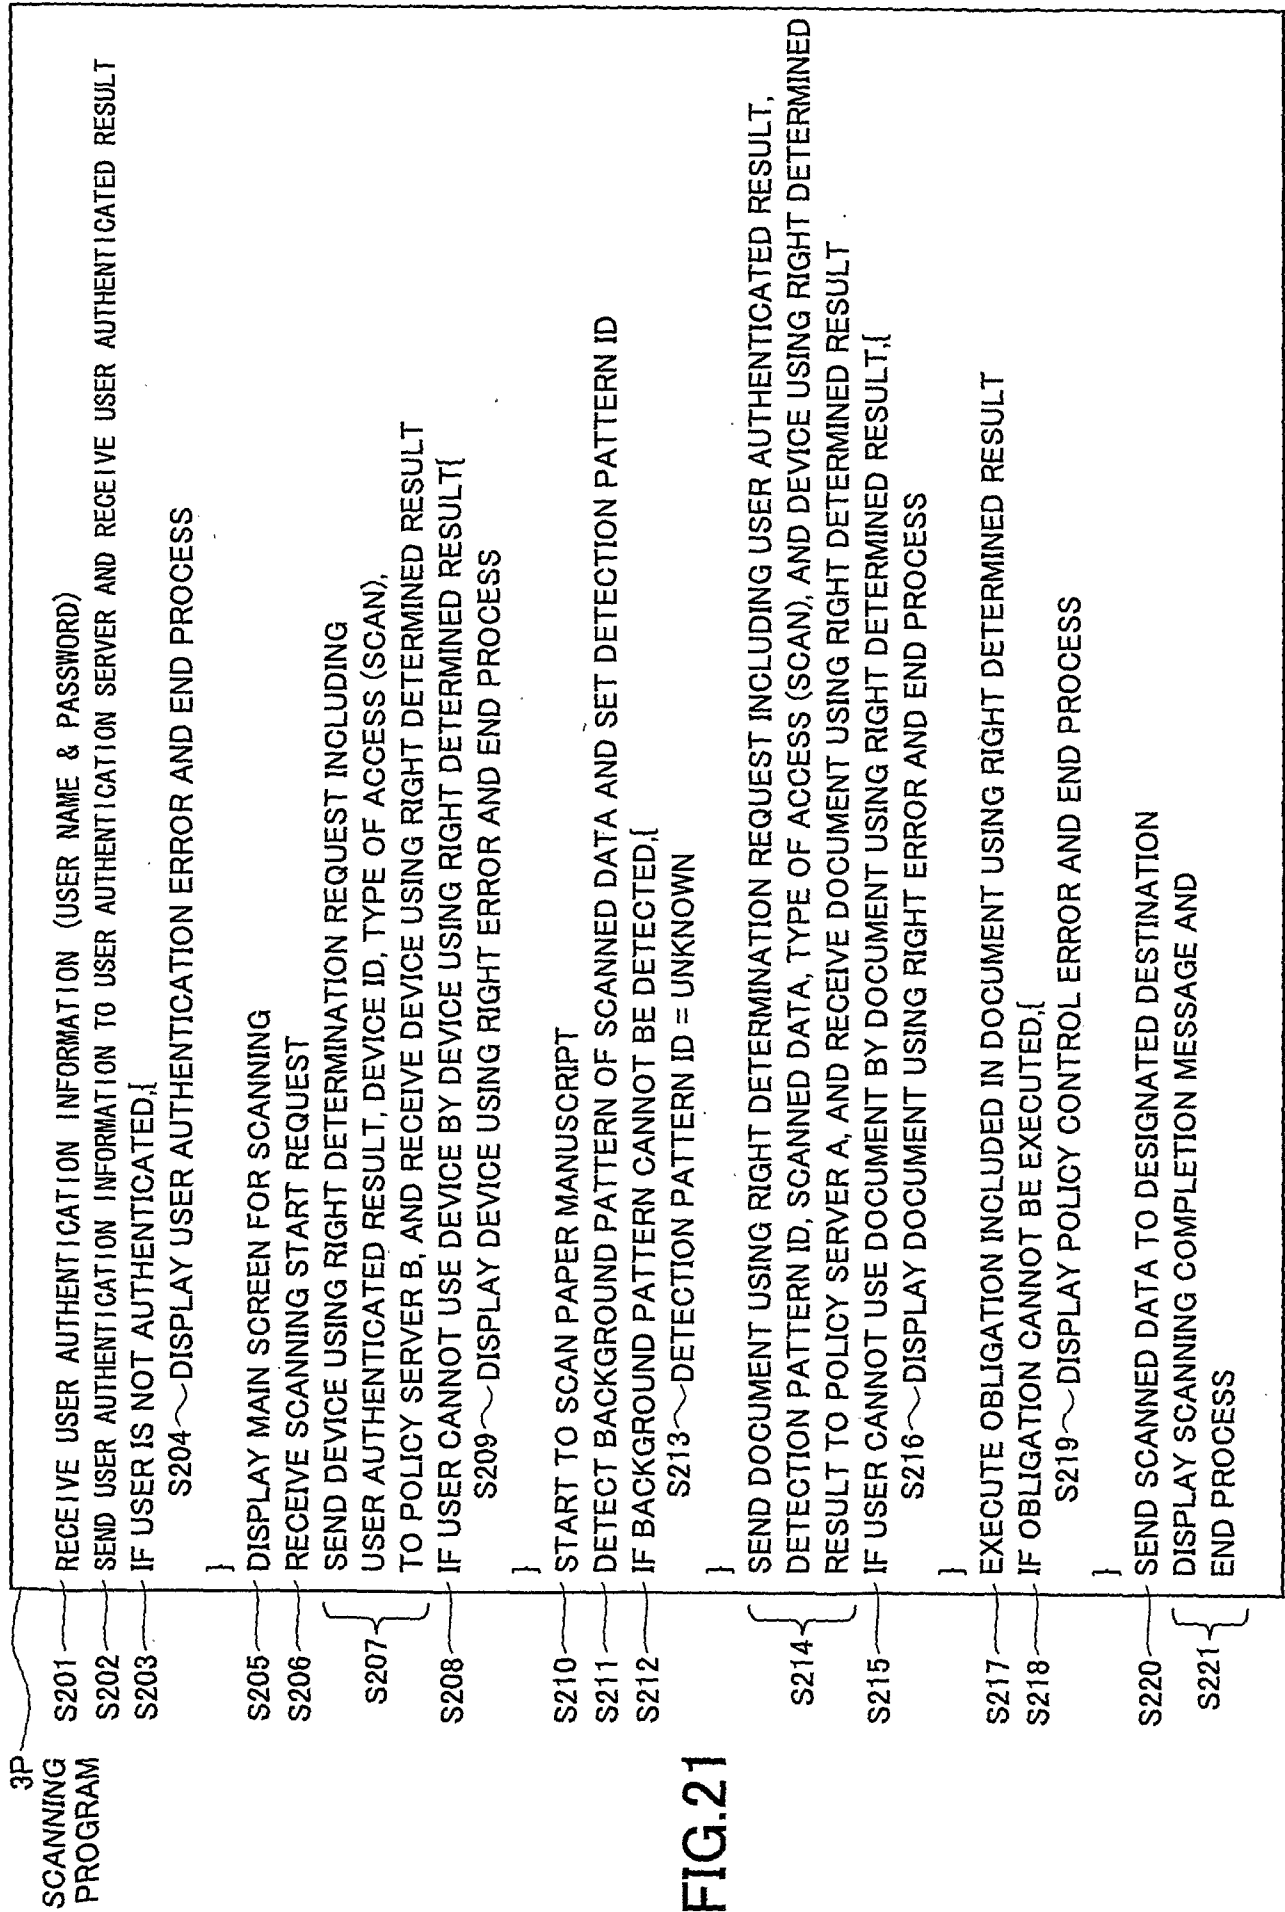 3P
SCANNING
PROGRAM
S201 RECEIVE USER AUTHENTICATION INFORMATION (USER NAME & PASSWORD)
S202 SEND USER AUTHENTICATION INFORMATION TO USER AUTHENTICATION SERVER AND RECEIVE USER AUTHENTICATED RESULT
S203 IF USER IS NOT AUTHENTICATED,{
S204~DISPLAY USER AUTHENTICATION ERROR AND END PROCESS
}
S205 DISPLAY MAIN SCREEN FOR SCANNING
S206 RECEIVE SCANNING START REQUEST
SEND DEVICE USING RIGHT DETERMINATION REQUEST INCLUDING
S207 USER AUTHENTICATED RESULT, DEVICE ID, TYPE OF ACCESS (SCAN),
TO POLICY SERVER B, AND RECEIVE DEVICE USING RIGHT DETERMINED RESULT
S208 IF USER CANNOT USE DEVICE BY DEVICE USING RIGHT DETERMINED RESULT{
S209~DISPLAY DEVICE USING RIGHT ERROR AND END PROCESS
}
S210 START TO SCAN PAPER MANUSCRIPT
S211 DETECT BACKGROUND PATTERN OF SCANNED DATA AND SET DETECTION PATTERN ID
S212 IF BACKGROUND PATTERN CANNOT BE DETECTED,{
S213~DETECTION PATTERN ID = UNKNOWN
}
SEND DOCUMENT USING RIGHT DETERMINATION REQUEST INCLUDING USER AUTHENTICATED RESULT,
S214 DETECTION PATTERN ID, SCANNED DATA, TYPE OF ACCESS (SCAN), AND DEVICE USING RIGHT DETERMINED
RESULT TO POLICY SERVER A, AND RECEIVE DOCUMENT USING RIGHT DETERMINED RESULT
S215 IF USER CANNOT USE DOCUMENT BY DOCUMENT USING RIGHT DETERMINED RESULT,{
S216~DISPLAY DOCUMENT USING RIGHT ERROR AND END PROCESS
}
S217 EXECUTE OBLIGATION INCLUDED IN DOCUMENT USING RIGHT DETERMINED RESULT
S218 IF OBLIGATION CANNOT BE EXECUTED,{
S219~DISPLAY POLICY CONTROL ERROR AND END PROCESS
}
S220 SEND SCANNED DATA TO DESIGNATED DESTINATION
S221 DISPLAY SCANNING COMPLETION MESSAGE AND
END PROCESS
FIG.21